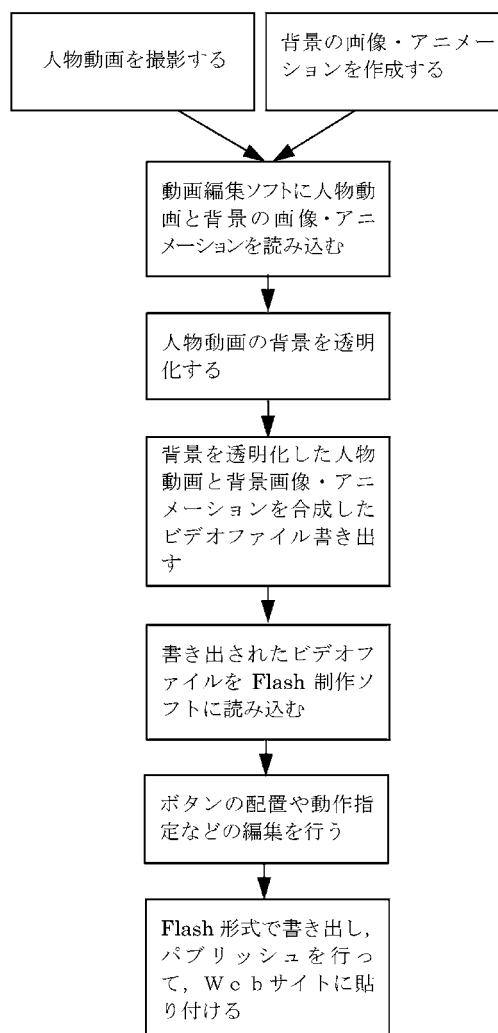 人物動画を撮影する
背景の画像・アニメー
ションを作成する
動画編集ソフトに人物動
画と背景の画像・アニ
メーションを読み込む
人物動画の背景を透明
化する
背景を透明化した人物
動画と背景画像・アニ
メーションを合成した
ビデオファイル書き出
す
書き出されたビデオフ
ァイルを Flash 制作ソ
フトに読み込む
ボタンの配置や動作指
定などの編集を行う
Flash 形式で書き出し，
パブリッシュを行っ
て，Ｗｅｂサイトに貼
り付ける